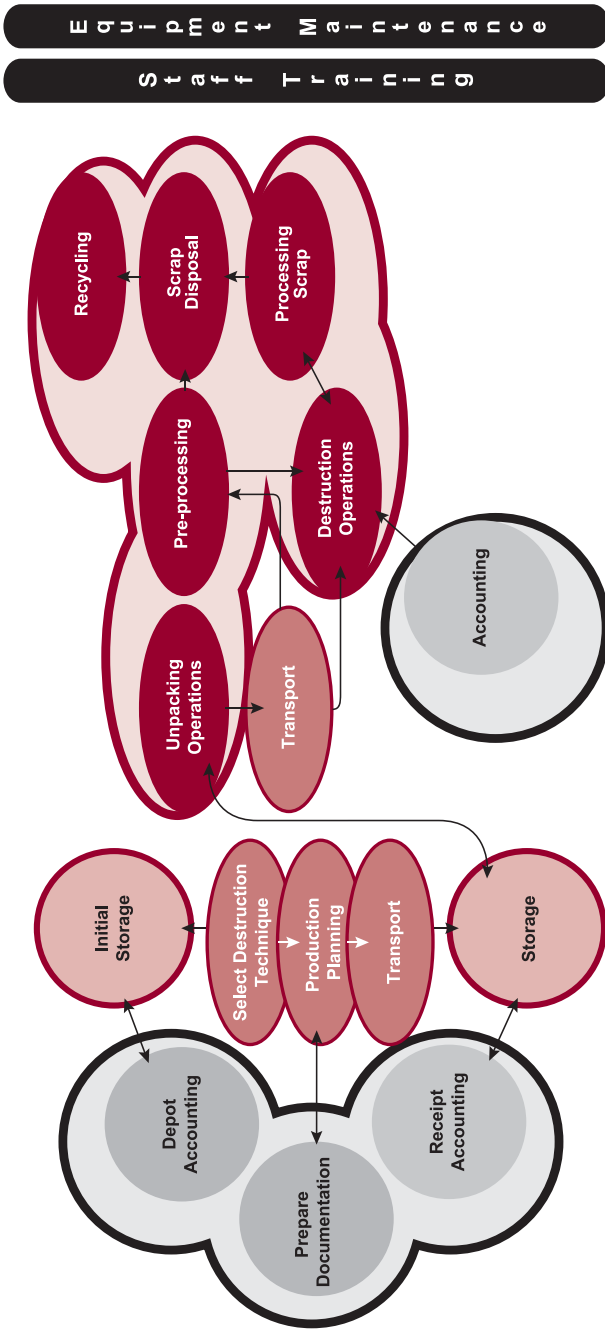 Depot
Accounting
Prepare
Documentation
Receipt
Accounting
Initial
Storage
Select Destruction
Technique
Production
Planning
Transport
Storage
Unpacking
Operations
Transport
Accounting
Pre-processing
Destruction
Operations
Recycling
Scrap
Disposal
Processing
Scrap
Staff Training
Equipment Maintenance